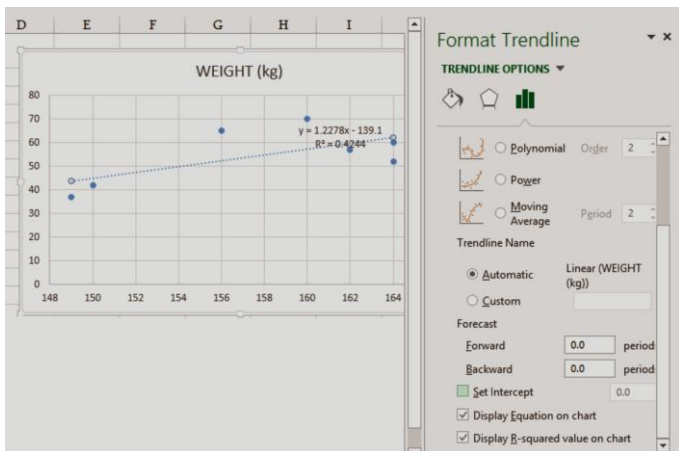 D E F G H I
WEIGHT (kg)
80
70
60
50
40
30
20
10
0
y = 1.2278x - 139.1
R² = 0.4244
148 150 152 154 156 158 160 162 164
Format Trendline
TRENDLINE OPTIONS
Polynomial Order 2
Power
Moving
Average
Period 2
Trendline Name
Automatic
Linear (WEIGHT
(kg))
Custom
Forecast
Forward 0.0 period
Backward 0.0 period
Set Intercept 0.0
Display Equation on chart
Display R-squared value on chart